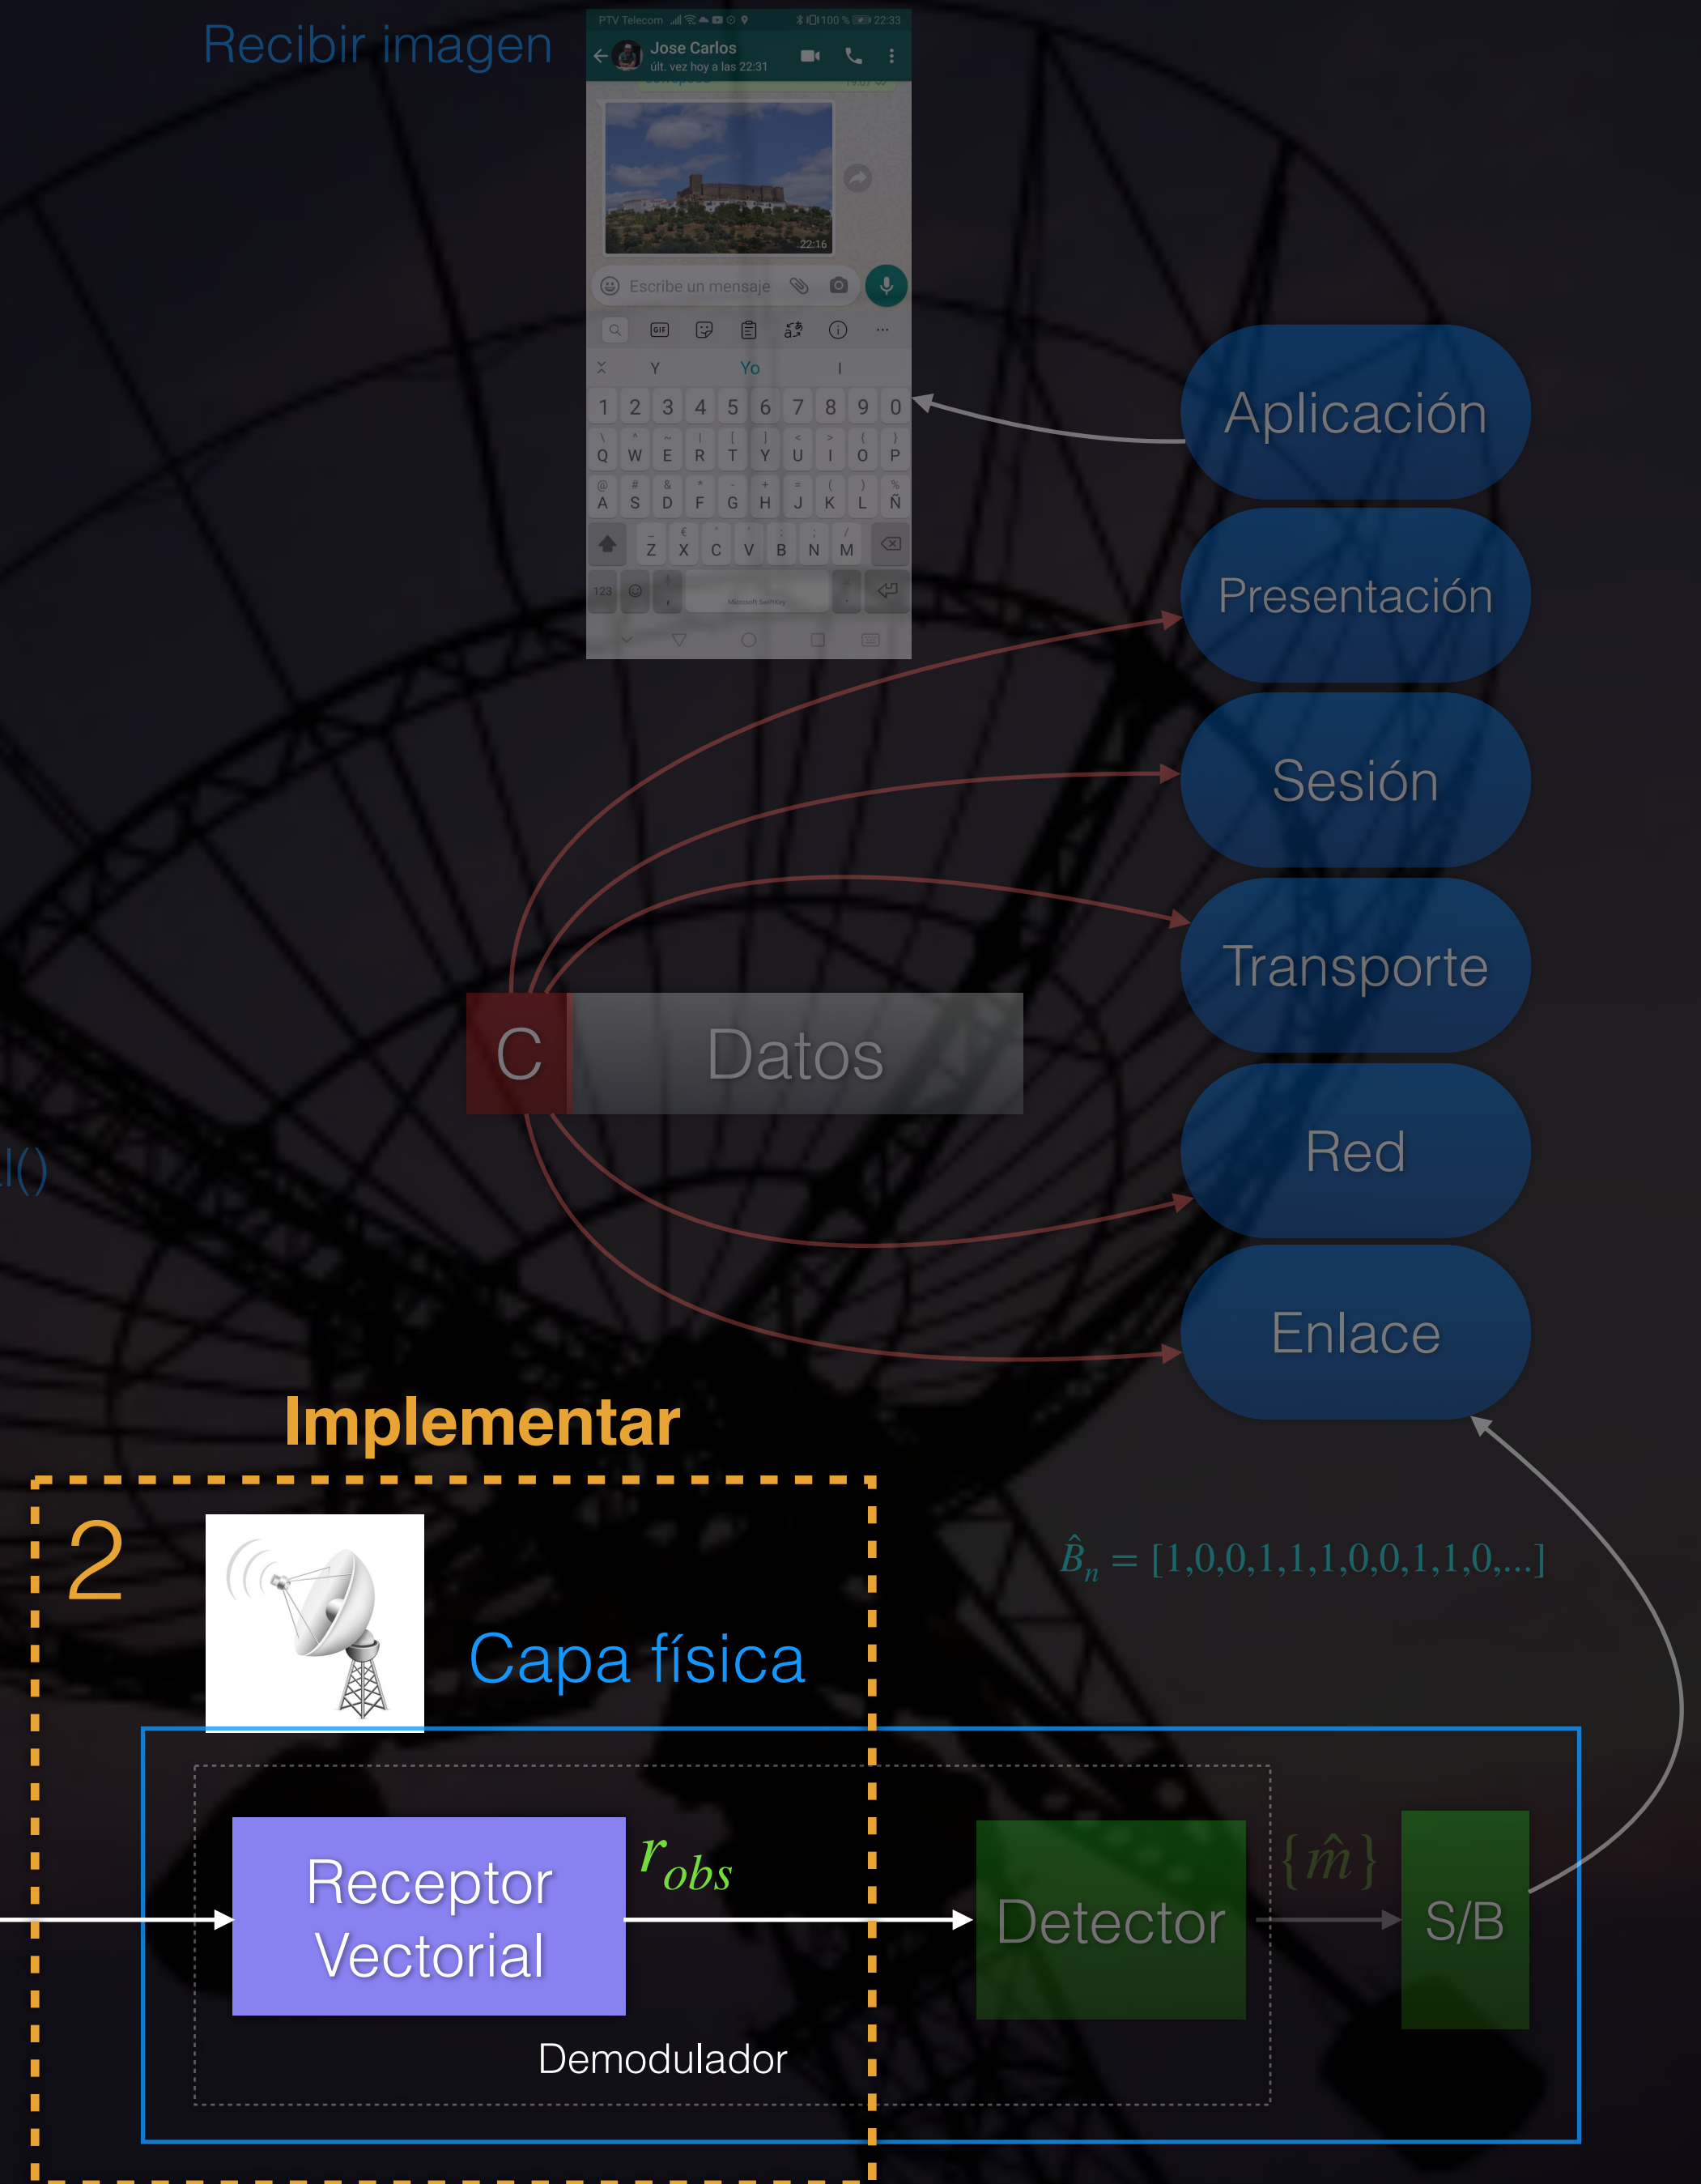 Recibir imagen
PTV Telecom 100 % 22:33
Jose Carlos
últ. vez hoy a las 22:31
22:16
Escribe un mensaje
GIF
Y Yo I
1 2 3 4 5 6 7 8 9 0
\ ^ ~ | [ ] < > { }
Q W E R T Y U I O P
@ # & * - + = ( ) %
A S D F G H J K L Ñ
Z X C V B N M
123
Microsoft SwiftKey
Aplicación
Presentación
Sesión
Transporte
C Datos
l()
Red
Enlace
Implementar
2
B̂n = [1,0,0,1,1,1,0,0,1,1,0,...]
Capa física
Receptor
Vectorial
robs
Detector
{m̂}
S/B
Demodulador